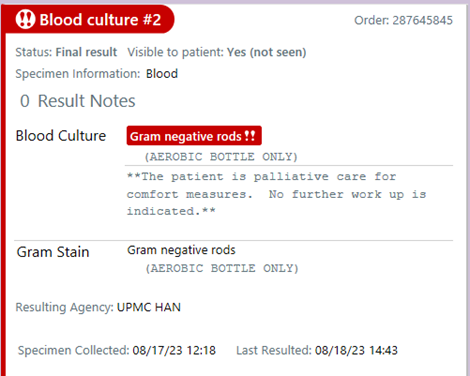 Blood culture #2 Order: 287645845
Status: Final result Visible to patient: Yes (not seen)
Specimen Information: Blood
0 Result Notes
Blood Culture Gram negative rods !!
(AEROBIC BOTTLE ONLY)
**The patient is palliative care for
comfort measures. No further work up is
indicated.**
Gram Stain Gram negative rods
(AEROBIC BOTTLE ONLY)
Resulting Agency: UPMC HAN
Specimen Collected: 08/17/23 12:18 Last Resulted: 08/18/23 14:43